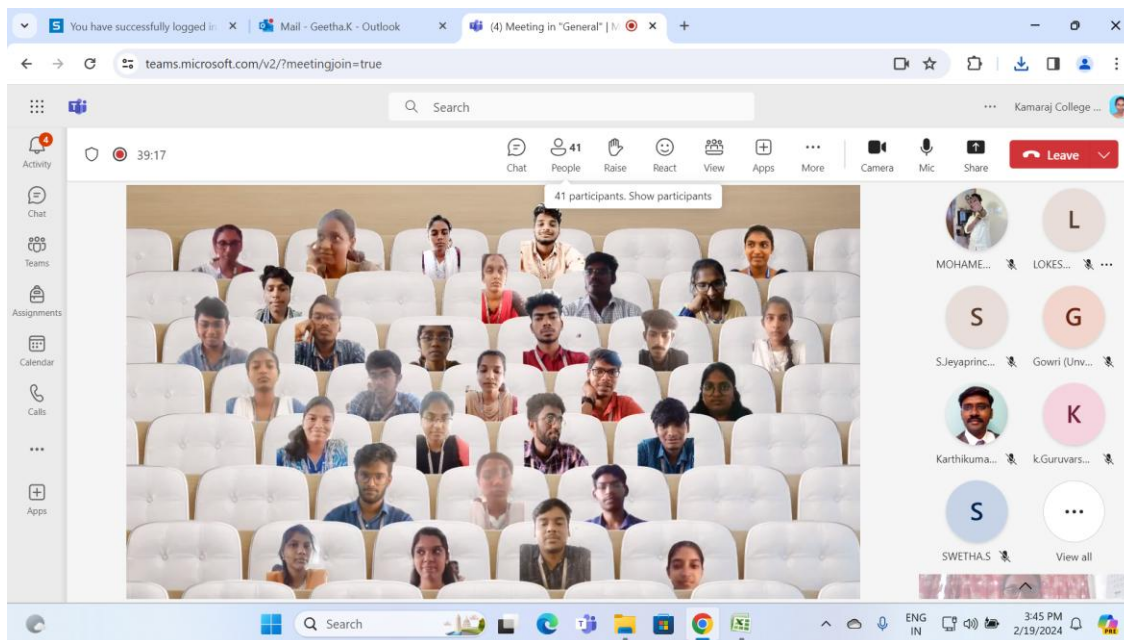 You have successfully logged in
Mail - Geetha.K - Outlook
(4) Meeting in "General" | M
teams.microsoft.com/v2/?meetingjoin=true
Search
Kamaraj College ...
4
Activity
Chat
Teams
Assignments
Calendar
Calls
Apps
39:17
Chat
41
People
Raise
React
View
Apps
More
Camera
Mic
Share
Leave
41 participants. Show participants
MOHAME...
L
LOKES...
S
S.Jeyaprinc...
G
Gowri (Unv...
Karthikuma...
K
k.Guruvars...
S
SWETHA.S
View all
Search
ENG
IN
3:45 PM
2/19/2024
PRE